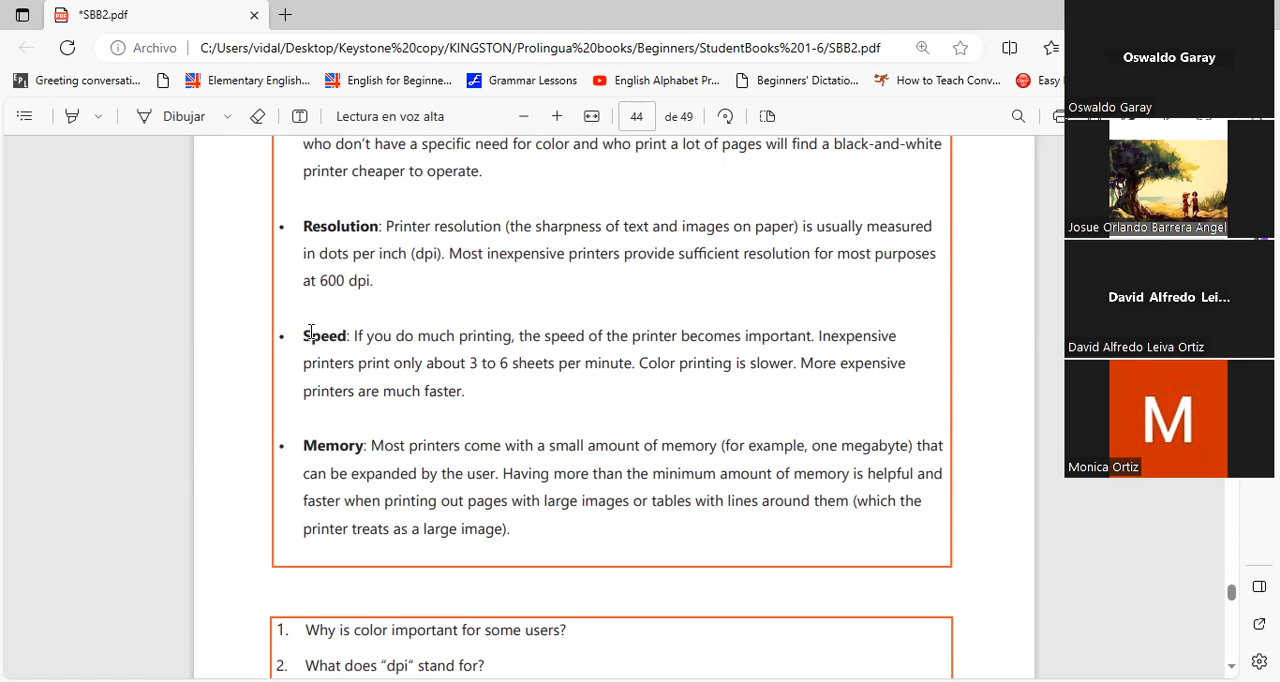 *SBB2.pdf
Archivo
C:/Users/vidal/Desktop/Keystone%20copy/KINGSTON/Prolingua%20books/Beginners/StudentBooks%201-6/SBB2.pdf
Greeting conversati...
Elementary English...
English for Beginne...
Grammar Lessons
English Alphabet Pr...
Beginners' Dictatio...
How to Teach Conv...
Easy
Dibujar
Lectura en voz alta
44
de 49
who don't have a specific need for color and who print a lot of pages will find a black-and-white
printer cheaper to operate.
• Resolution: Printer resolution (the sharpness of text and images on paper) is usually measured
in dots per inch (dpi). Most inexpensive printers provide sufficient resolution for most purposes
at 600 dpi.
• Speed: If you do much printing, the speed of the printer becomes important. Inexpensive
printers print only about 3 to 6 sheets per minute. Color printing is slower. More expensive
printers are much faster.
• Memory: Most printers come with a small amount of memory (for example, one megabyte) that
can be expanded by the user. Having more than the minimum amount of memory is helpful and
faster when printing out pages with large images or tables with lines around them (which the
printer treats as a large image).
1. Why is color important for some users?
2. What does "dpi" stand for?
Oswaldo Garay
Oswaldo Garay
Josue Orlando Barrera Angel
David Alfredo Lei...
David Alfredo Leiva Ortiz
M
Monica Ortiz